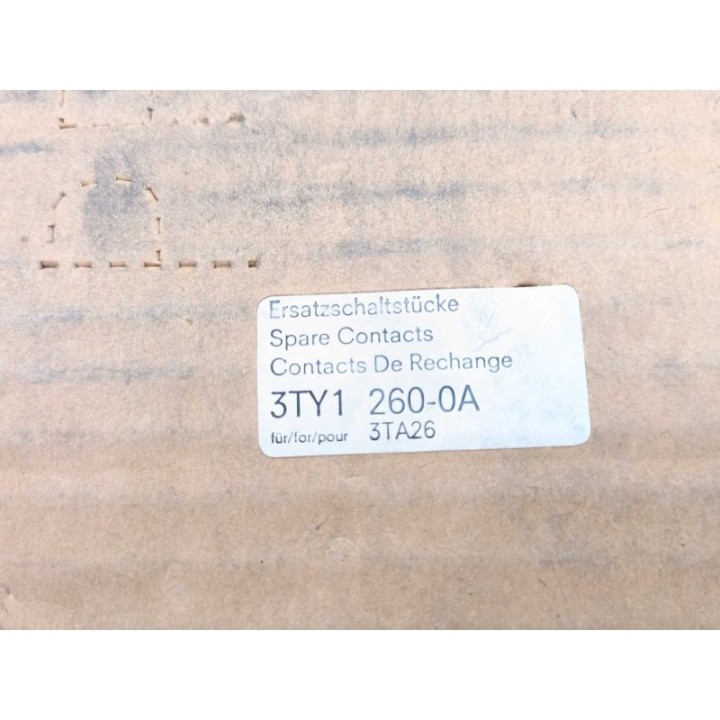 Ersatzschaltstücke
Spare Contacts
Contacts De Rechange
3TY1 260-0A
für/for/pour 3TA26